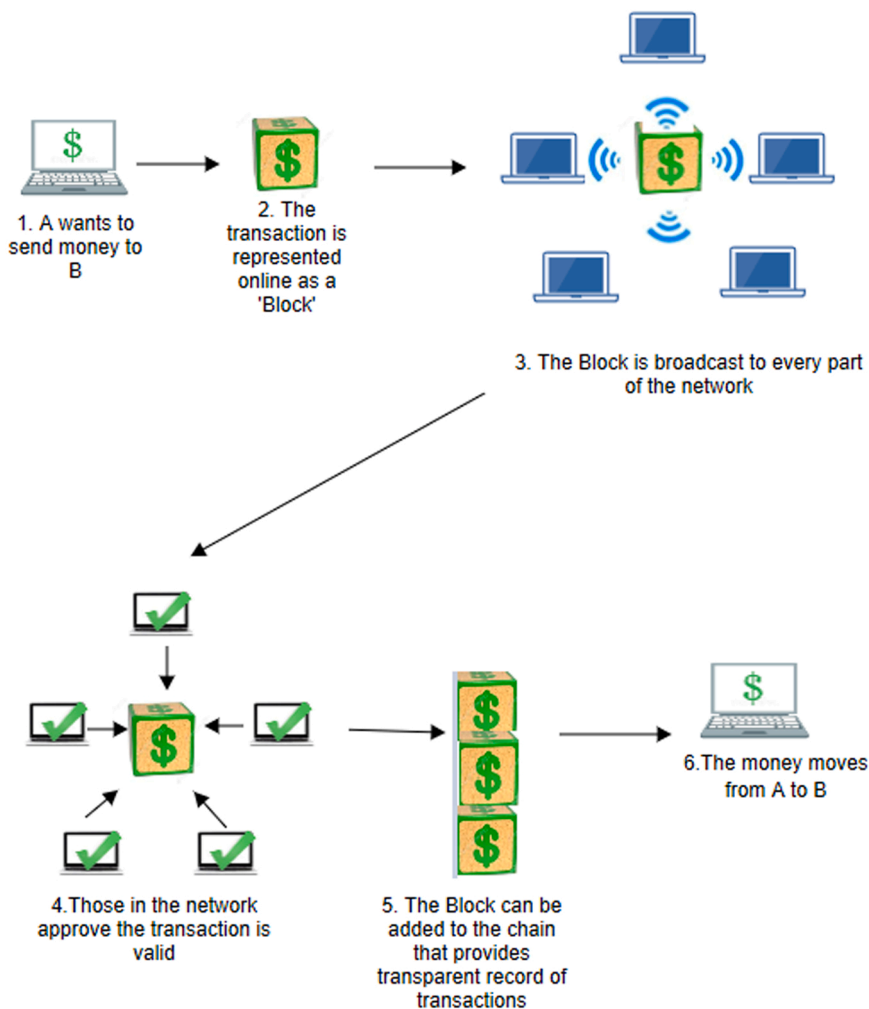 $
$
$
1. A wants to
send money to
B
2. The
transaction is
represented
online as a
'Block'
3. The Block is broadcast to every part
of the network
$
$
$
$
$
4.Those in the network
approve the transaction is
valid
5. The Block can be
added to the chain
that provides
transparent record of
transactions
6.The money moves
from A to B